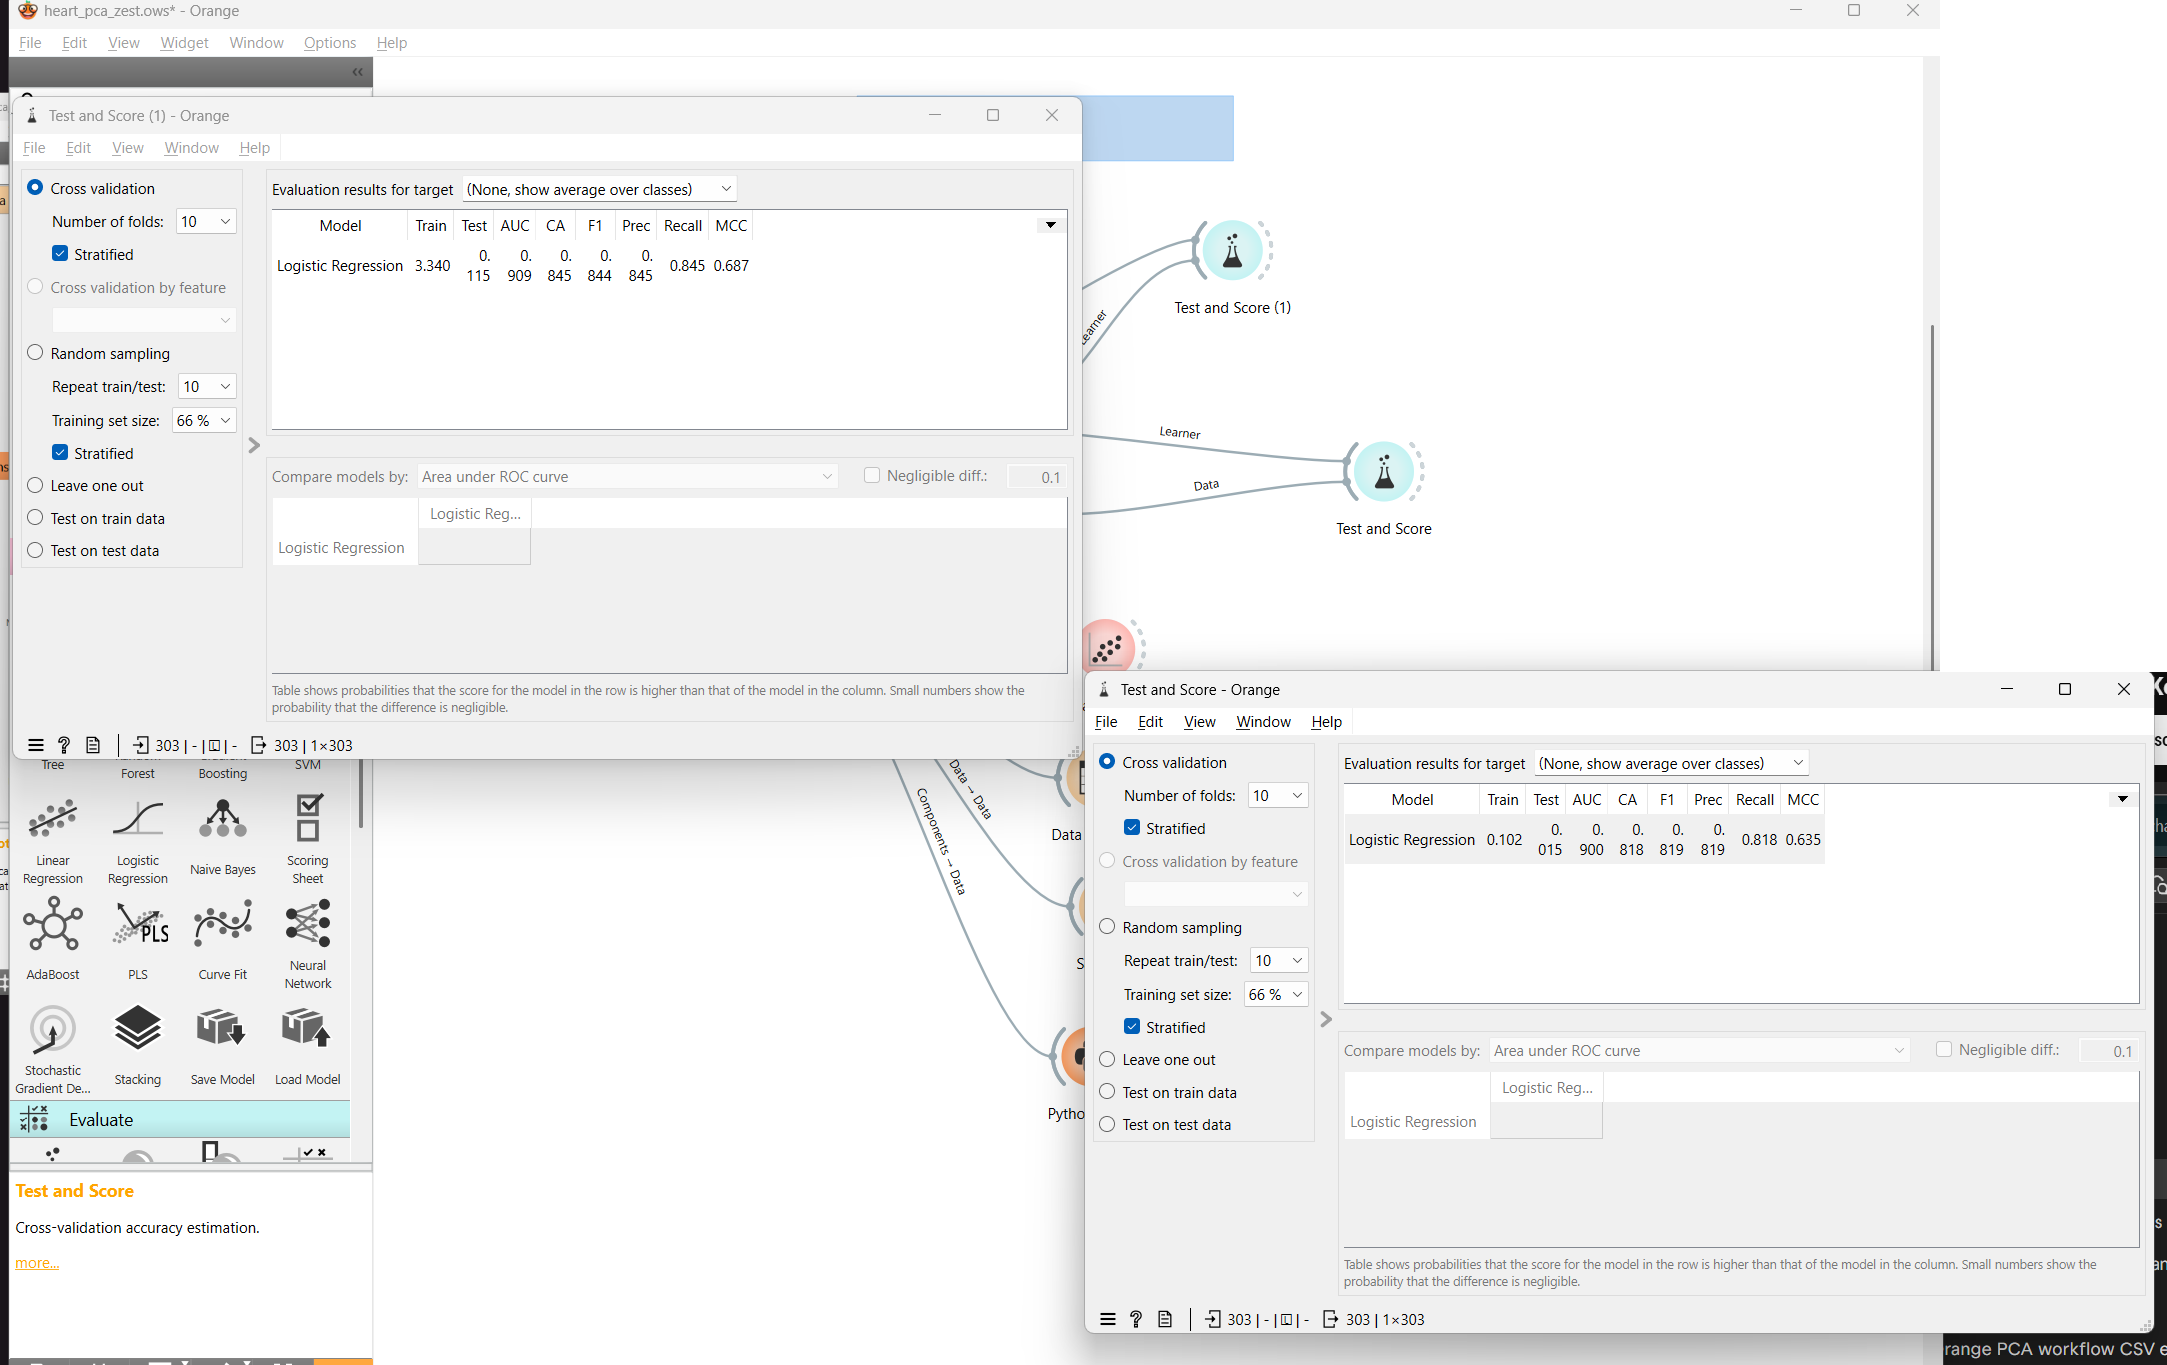 heart_pca_zest.ows* - Orange
File Edit View Widget Window Options Help
Test and Score (1) - Orange
File Edit View Window Help
Cross validation
Number of folds: 10
Stratified
Cross validation by feature
Random sampling
Repeat train/test: 10
Training set size: 66 %
Stratified
Leave one out
Test on train data
Test on test data
Evaluation results for target (None, show average over classes)
Model Train Test AUC CA F1 Prec Recall MCC
Logistic Regression 3.340 0.115 0.909 0.845 0.844 0.845 0.845 0.687
Compare models by: Area under ROC curve Negligible diff.: 0.1
Logistic Reg...
Logistic Regression
Table shows probabilities that the score for the model in the row is higher than that of the model in the column. Small numbers show the
probability that the difference is negligible.
303 | - | - 303 | 1×303
Learner
Test and Score (1)
Learner
Data
Test and Score
Data → Data
Components → Data
Data
S
Pytho
Tree
Forest
Boosting
SVM
Linear
Regression
Logistic
Regression
Naive Bayes
Scoring
Sheet
AdaBoost
PLS
PLS
Curve Fit
Neural
Network
Stochastic
Gradient De...
Stacking
Save Model
Load Model
Evaluate
Test and Score
Cross-validation accuracy estimation.
more...
Test and Score - Orange
File Edit View Window Help
Cross validation
Number of folds: 10
Stratified
Cross validation by feature
Random sampling
Repeat train/test: 10
Training set size: 66 %
Stratified
Leave one out
Test on train data
Test on test data
Evaluation results for target (None, show average over classes)
Model Train Test AUC CA F1 Prec Recall MCC
Logistic Regression 0.102 0.015 0.900 0.818 0.819 0.819 0.818 0.635
Compare models by: Area under ROC curve Negligible diff.: 0.1
Logistic Reg...
Logistic Regression
Table shows probabilities that the score for the model in the row is higher than that of the model in the column. Small numbers show the
probability that the difference is negligible.
303 | - | - 303 | 1×303
range PCA workflow CSV e